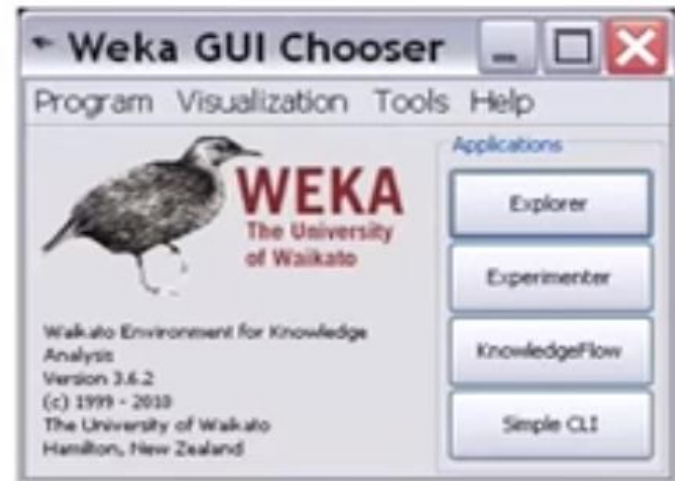 Weka GUI Chooser
Program Visualization Tools Help
WEKA
The University
of Waikato
Waikato Environment for Knowledge
Analysis
Version 3.6.2
(c) 1999 - 2010
The University of Waikato
Hamilton, New Zealand
Applications
Explorer
Experimenter
KnowledgeFlow
Simple CLI